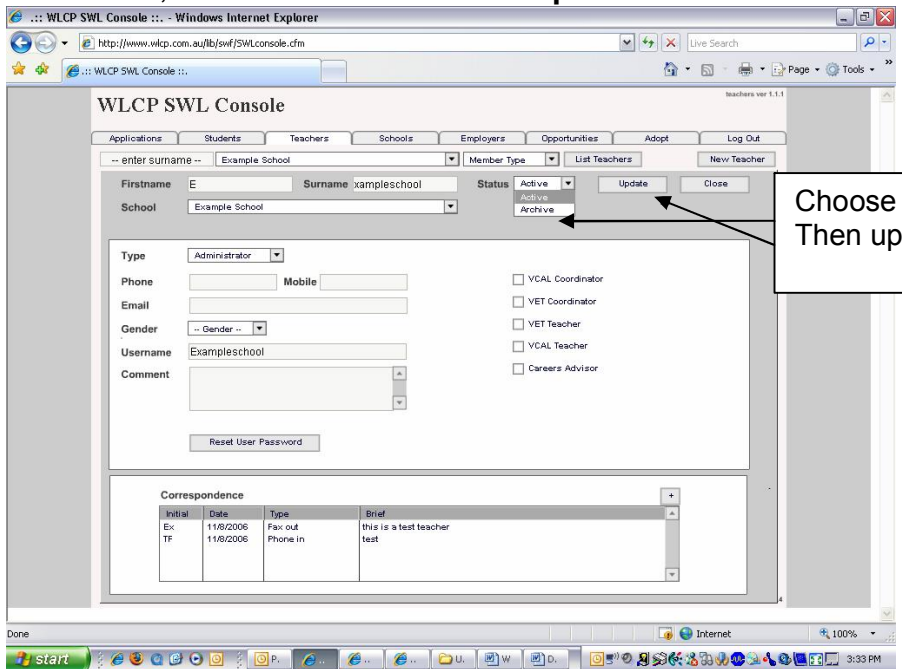 .:: WLCP SWL Console ::. - Windows Internet Explorer
http://www.wlcp.com.au/lib/swf/SWLconsole.cfm
Live Search
.:: WLCP SWL Console ::.
Page
Tools
teachers ver 1.1.1
WLCP SWL Console
Applications Students Teachers Schools Employers Opportunities Adopt Log Out
-- enter surname -- Example School Member Type List Teachers New Teacher
Firstname E Surname xampleschool Status Active Update Close
Active
School Example School Archive
Choose
Then up
Type Administrator
Phone Mobile VCAL Coordinator
Email VET Coordinator
Gender -- Gender -- VET Teacher
Username Exampleschool VCAL Teacher
Comment Careers Advisor
Reset User Password
Correspondence +
Initial Date Type Brief
Ex 11/8/2006 Fax out this is a test teacher
TF 11/8/2006 Phone in test
4
Done Internet 100%
start P. .. .. .. U. W D. 3:33 PM